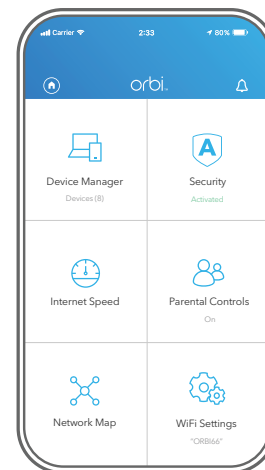 Carrier 2:33 80%
orbi
Device Manager Security
Devices (8) Activated
Internet Speed Parental Controls
On
Network Map WiFi Settings
"ORBI66"